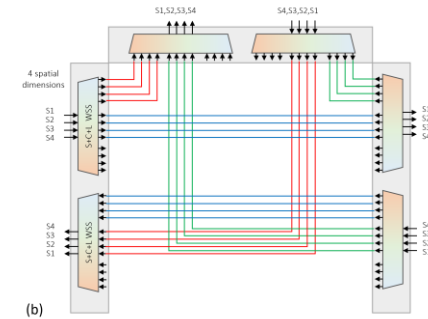 S1,S2,S3,S4
S4,S3,S2,S1
4 spatial
dimensions
S1
S2
S3
S4
S+C+L WSS
S4
S3
S2
S1
S+C+L WSS
(b)